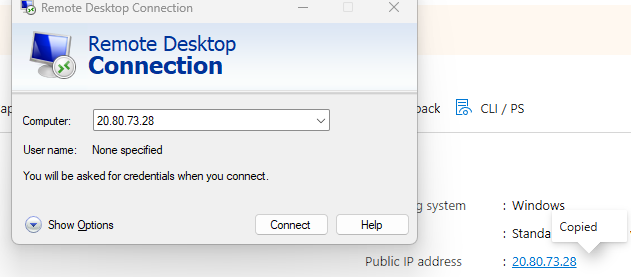 Remote Desktop Connection
Remote Desktop
Connection
back
CLI / PS
Computer:
20.80.73.28
User name: None specified
You will be asked for credentials when you connect.
Show Options
Connect
Help
system : Windows
: Standa
Copied
Public IP address : 20.80.73.28